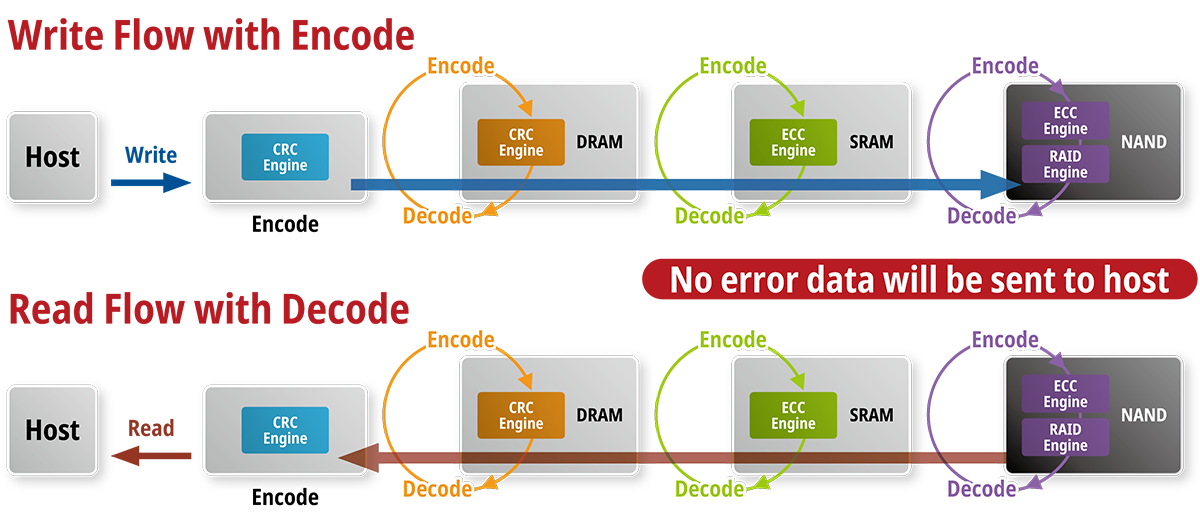 Write Flow with Encode
Encode
Encode
Encode
Host
Write
CRC
Engine
CRC
Engine
DRAM
ECC
Engine
SRAM
ECC
Engine
RAID
Engine
NAND
Encode
Decode
Decode
Decode
No error data will be sent to host
Read Flow with Decode
Encode
Encode
Encode
Host
Read
CRC
Engine
CRC
Engine
DRAM
ECC
Engine
SRAM
ECC
Engine
RAID
Engine
NAND
Encode
Decode
Decode
Decode